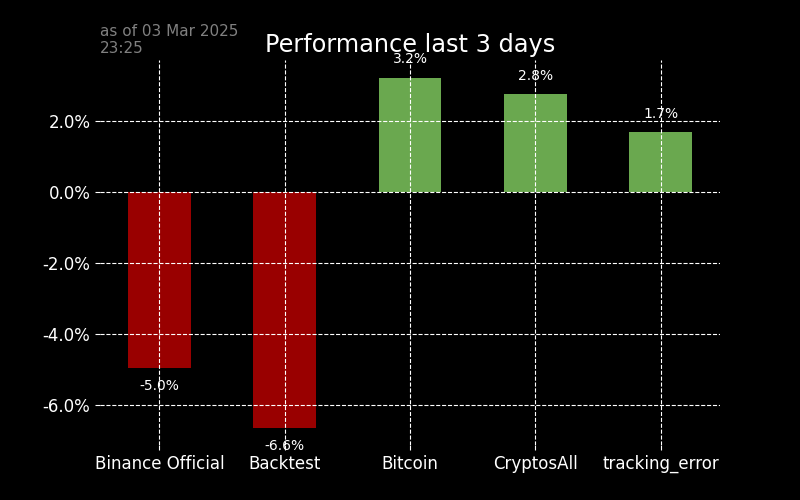 as of 03 Mar 2025
23:25
Performance last 3 days
3.2%
2.8%
1.7%
2.0%
0.0%
-2.0%
-4.0%
-6.0%
-5.0%
-6.6%
Binance Official
Backtest
Bitcoin
CryptosAll
tracking_error